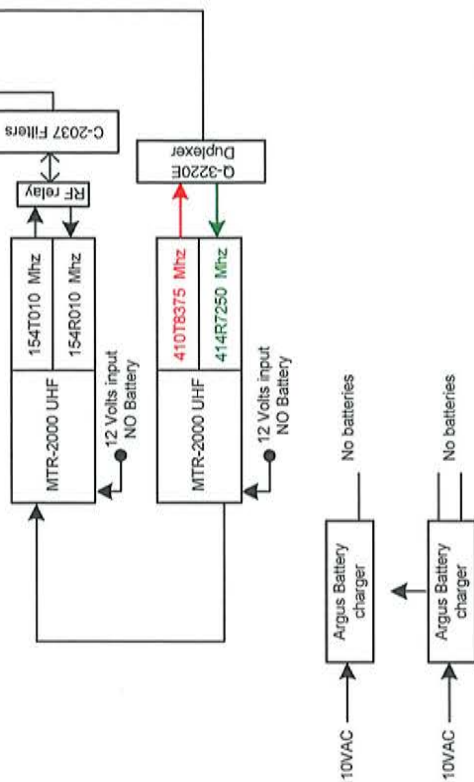 C-2037 Filters
RF relay
154T010 Mhz
154R010 Mhz
MTR-2000 UHF
12 Volts input
NO Battery
Q-3220E
Duplexer
410T8375 Mhz
414R7250 Mhz
MTR-2000 UHF
12 Volts input
NO Battery
No batteries
Argus Battery
charger
10VAC
No batteries
Argus Battery
charger
10VAC